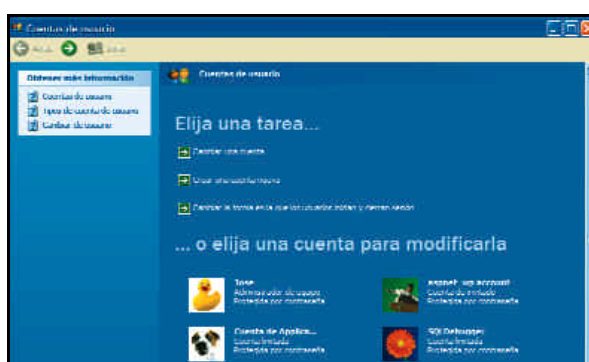 Cuentas de usuario
Atrás
Inicio
Obtener más información
Cuentas de usuario
Tipos de cuenta de usuario
Cambiar de usuario
Cuentas de usuario
Elija una tarea...
Cambiar una cuenta
Crear una cuenta nueva
Cambiar la forma en la que los usuarios inician y cierran sesión
... o elija una cuenta para modificarla
Jose
Administrador de equipo
Protegida por contraseña
aspnet_wp account
Cuenta de invitado
Protegida por contraseña
Cuenta de Applica...
Cuenta limitada
Protegida por contraseña
SQLDebugger
Cuenta limitada
Protegida por contraseña